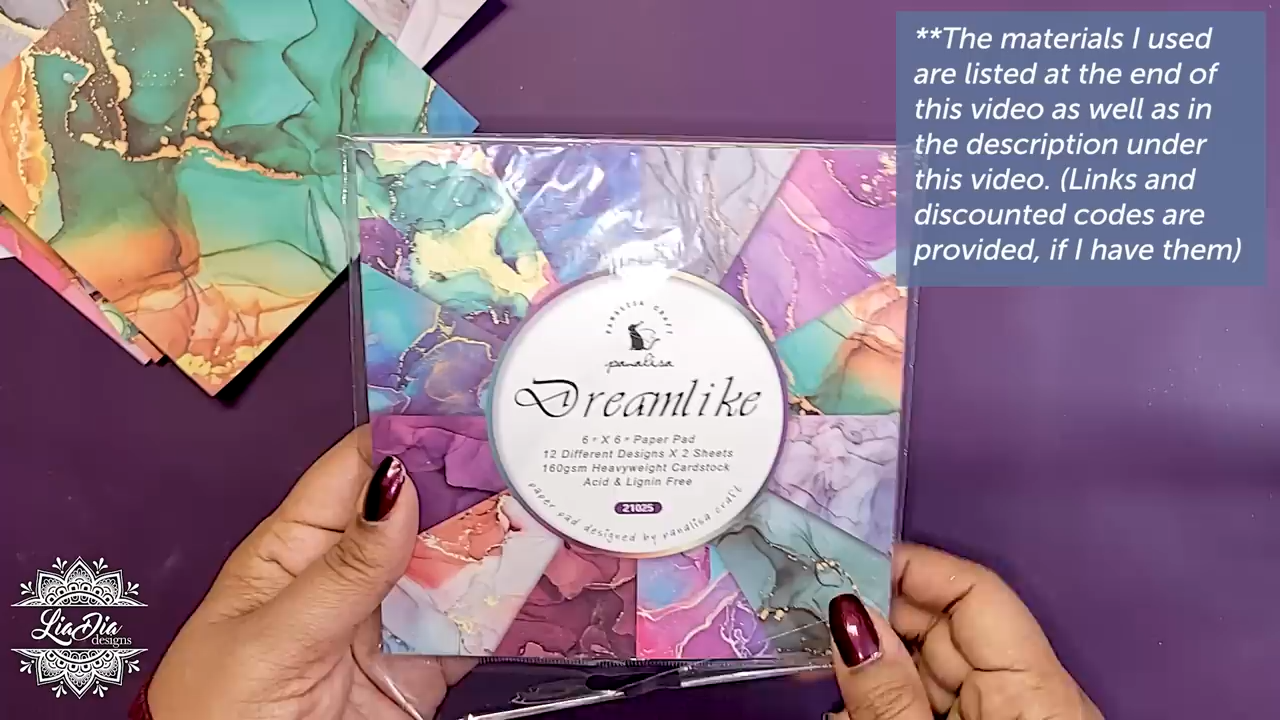 **The materials I used
are listed at the end of
this video as well as in
the description under
this video. (Links and
discounted codes are
provided, if I have them)
PANALISA CRAFT
panalisa
Dreamlike
6" X 6" Paper Pad
12 Different Designs X 2 Sheets
160gsm Heavyweight Cardstock
Acid & Lignin Free
21025
paper pad designed by panalisa craft
LiaDia
designs